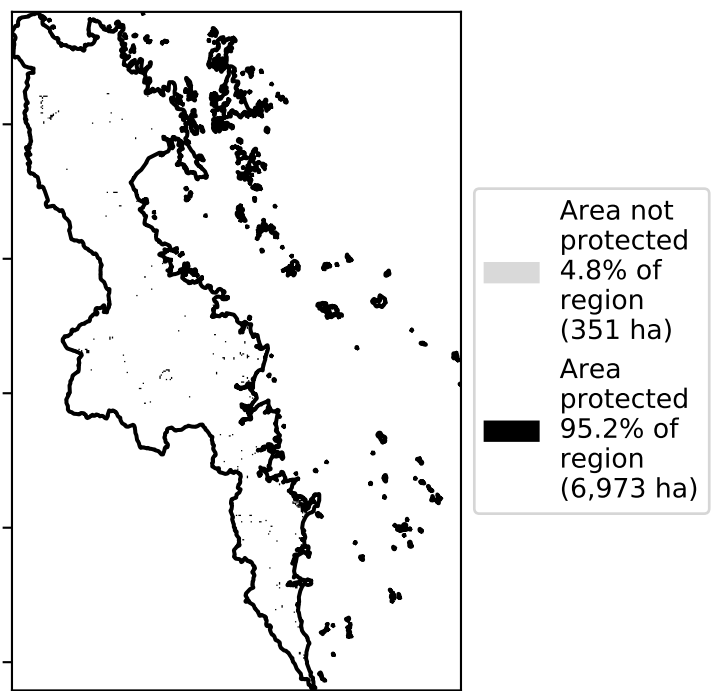 Area not
protected
4.8% of
region
(351 ha)
Area
protected
95.2% of
region
(6,973 ha)